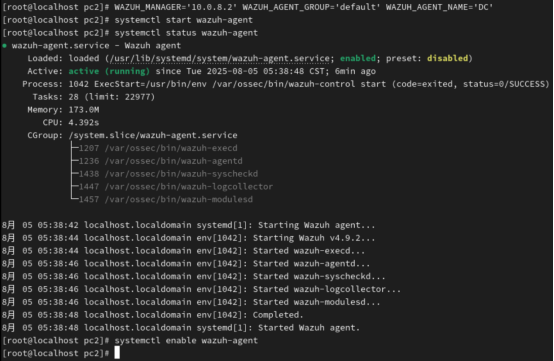 [root@localhost pc2]# WAZUH_MANAGER='10.0.8.2' WAZUH_AGENT_GROUP='default' WAZUH_AGENT_NAME='DC'
[root@localhost pc2]# systemctl start wazuh-agent
[root@localhost pc2]# systemctl status wazuh-agent
● wazuh-agent.service - Wazuh agent
     Loaded: loaded (/usr/lib/systemd/system/wazuh-agent.service; enabled; preset: disabled)
     Active: active (running) since Tue 2025-08-05 05:38:48 CST; 6min ago
    Process: 1042 ExecStart=/usr/bin/env /var/ossec/bin/wazuh-control start (code=exited, status=0/SUCCESS)
      Tasks: 28 (limit: 22977)
     Memory: 173.0M
        CPU: 4.392s
     CGroup: /system.slice/wazuh-agent.service
             ├─1207 /var/ossec/bin/wazuh-execd
             ├─1236 /var/ossec/bin/wazuh-agentd
             ├─1438 /var/ossec/bin/wazuh-syscheckd
             ├─1447 /var/ossec/bin/wazuh-logcollector
             └─1457 /var/ossec/bin/wazuh-modulesd
8月 05 05:38:42 localhost.localdomain systemd[1]: Starting Wazuh agent...
8月 05 05:38:44 localhost.localdomain env[1042]: Starting Wazuh v4.9.2...
8月 05 05:38:44 localhost.localdomain env[1042]: Started wazuh-execd...
8月 05 05:38:46 localhost.localdomain env[1042]: Started wazuh-agentd...
8月 05 05:38:46 localhost.localdomain env[1042]: Started wazuh-syscheckd...
8月 05 05:38:46 localhost.localdomain env[1042]: Started wazuh-logcollector...
8月 05 05:38:46 localhost.localdomain env[1042]: Started wazuh-modulesd...
8月 05 05:38:48 localhost.localdomain env[1042]: Completed.
8月 05 05:38:48 localhost.localdomain systemd[1]: Started Wazuh agent.
[root@localhost pc2]# systemctl enable wazuh-agent
[root@localhost pc2]#